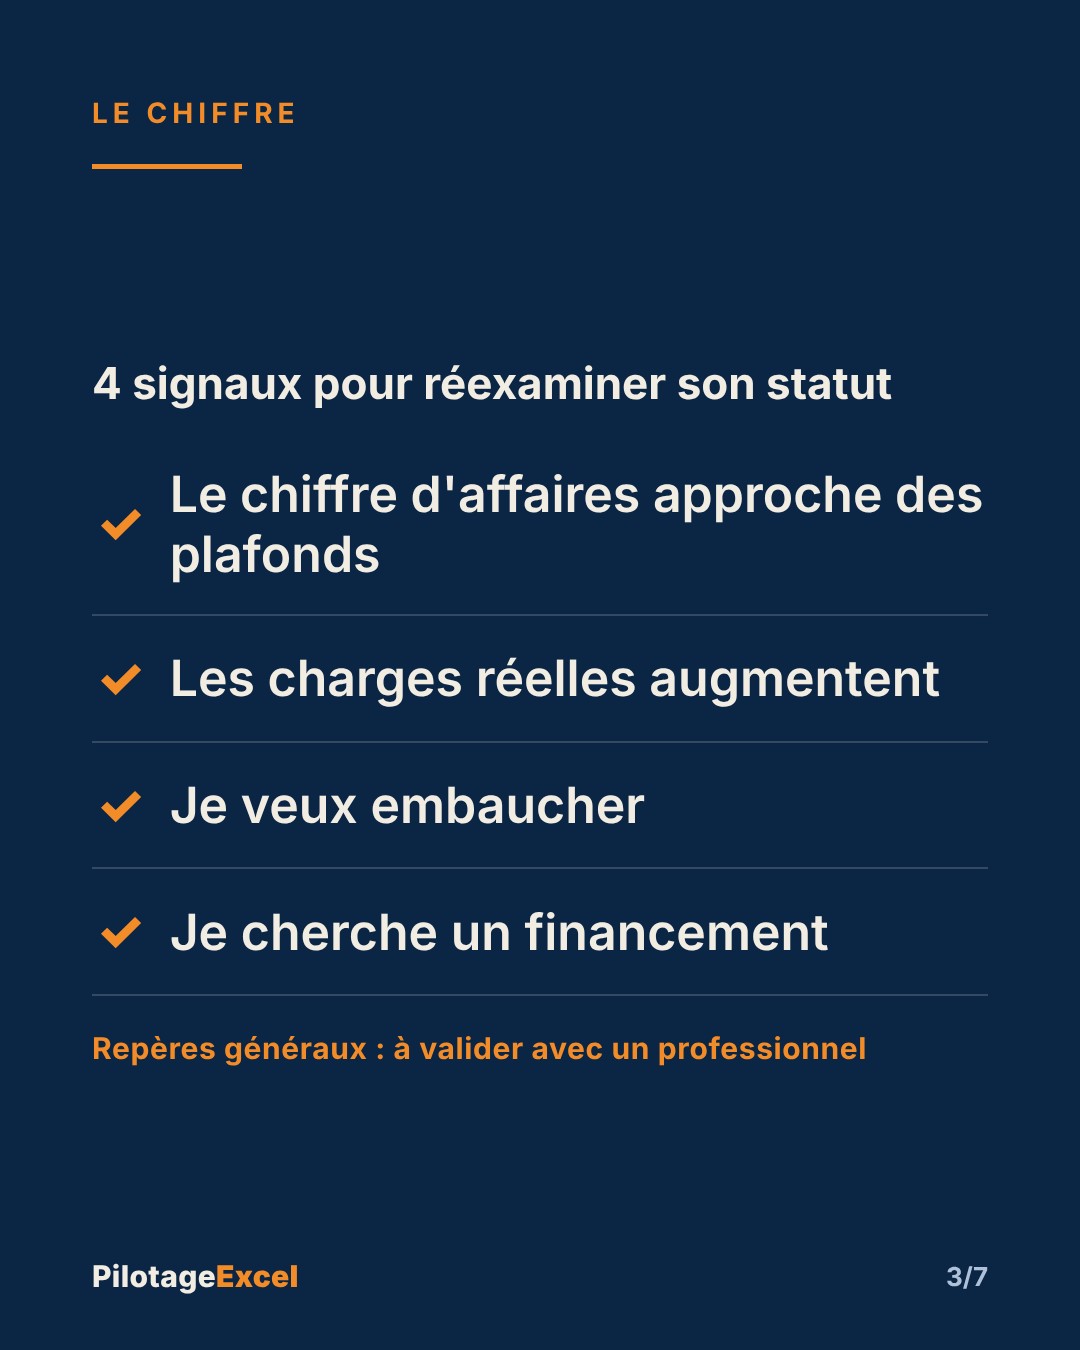 LE CHIFFRE
4 signaux pour réexaminer son statut
Le chiffre d'affaires approche des
plafonds
Les charges réelles augmentent
Je veux embaucher
Je cherche un financement
Repères généraux : à valider avec un professionnel
PilotageExcel
3/7